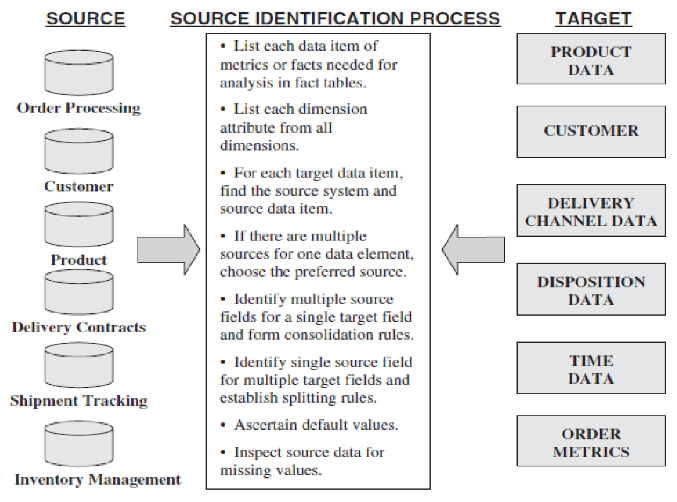 SOURCE
SOURCE IDENTIFICATION PROCESS
TARGET
Order Processing
Customer
Product
Delivery Contracts
Shipment Tracking
Inventory Management
• List each data item of
metrics or facts needed for
analysis in fact tables.
• List each dimension
attribute from all
dimensions.
• For each target data item,
find the source system and
source data item.
• If there are multiple
sources for one data element,
choose the preferred source.
• Identify multiple source
fields for a single target field
and form consolidation rules.
• Identify single source field
for multiple target fields and
establish splitting rules.
• Ascertain default values.
• Inspect source data for
missing values.
PRODUCT
DATA
CUSTOMER
DELIVERY
CHANNEL DATA
DISPOSITION
DATA
TIME
DATA
ORDER
METRICS